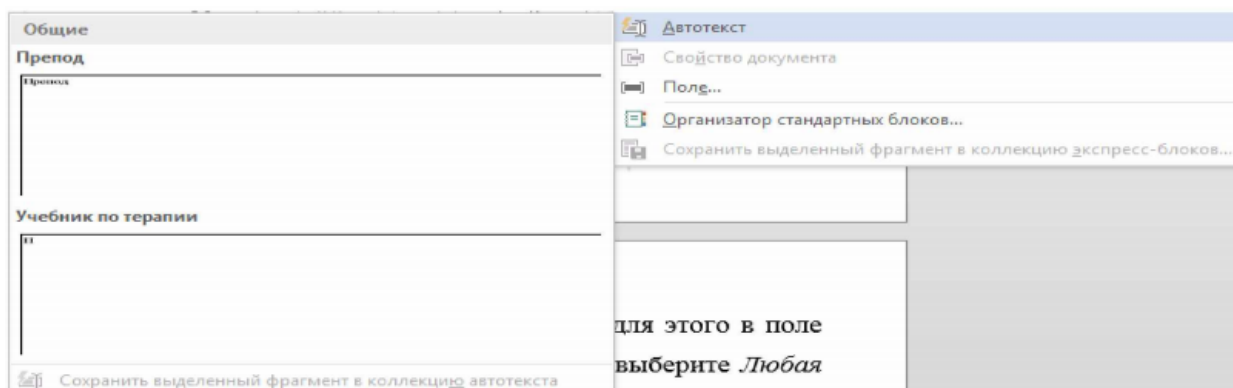 Общие
Препод
Препод
Учебник по терапии
П
Сохранить выделенный фрагмент в коллекцию автотекста
Автотекст
Свойство документа
Поле...
Организатор стандартных блоков...
Сохранить выделенный фрагмент в коллекцию экспресс-блоков...
для этого в поле
выберите Любая